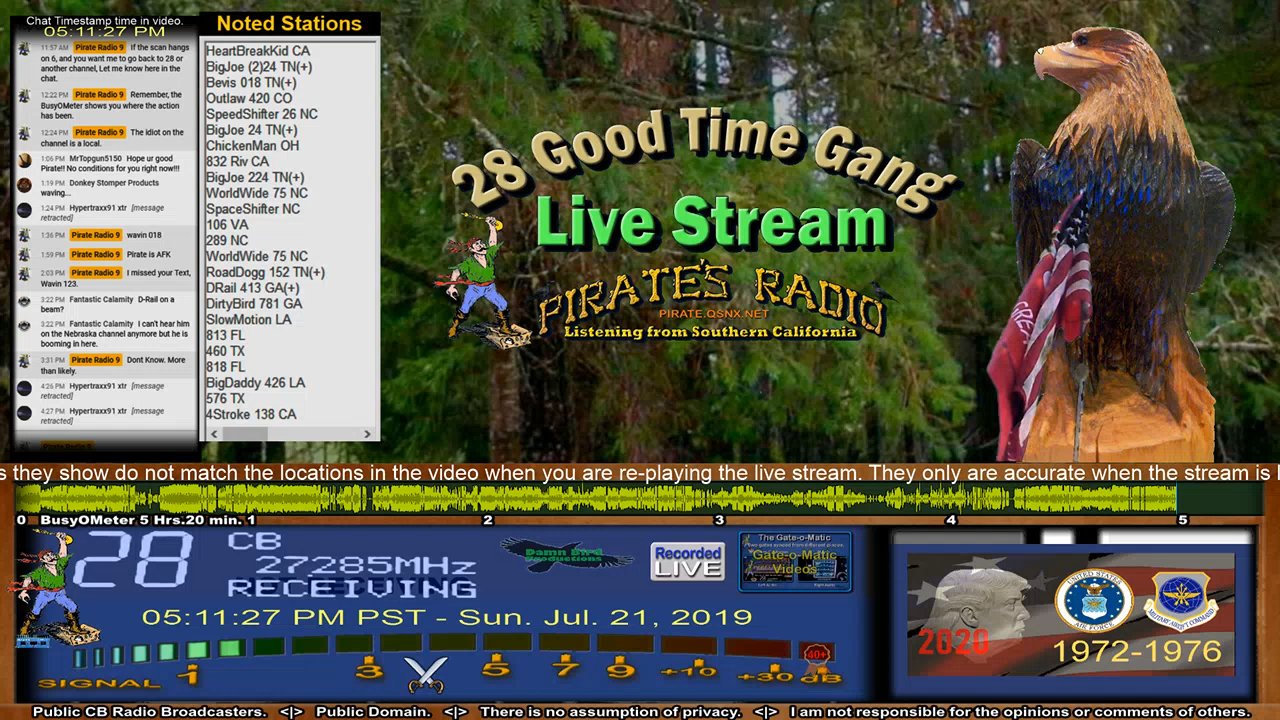 Chat Timestamp time in video.
05:11:27 PM
11:57 AM Pirate Radio 9 If the scan hangs
on 6, and you want me to go back to 28 or
another channel, Let me know here in the
chat.
12:22 PM Pirate Radio 9 Remember, the
BusyOMeter shows you where the action
has been.
12:24 PM Pirate Radio 9 The idiot on the
channel is a local.
1:06 PM MrTopgun5150 Hope ur good
Pirate!! No conditions for you right now!!!
1:19 PM Donkey Stomper Products
waving...
1:24 PM Hypertraxx91 xtr [message
retracted]
1:36 PM Pirate Radio 9 wavin 018
1:59 PM Pirate Radio 9 Pirate is AFK
2:03 PM Pirate Radio 9 I missed your Text,
Wavin 123.
3:22 PM Fantastic Calamity D-Rail on a
beam?
3:22 PM Fantastic Calamity I can't hear him
on the Nebraska channel anymore but he is
booming in here.
3:31 PM Pirate Radio 9 Dont Know. More
than likely.
4:26 PM Hypertraxx91 xtr [message
retracted]
4:27 PM Hypertraxx91 xtr [message
retracted]
Noted Stations
HeartBreakKid CA
BigJoe (2)24 TN(+)
Bevis 018 TN(+)
Outlaw 420 CO
SpeedShifter 26 NC
BigJoe 24 TN(+)
ChickenMan OH
832 Riv CA
BigJoe 224 TN(+)
WorldWide 75 NC
SpaceShifter NC
106 VA
289 NC
WorldWide 75 NC
RoadDogg 152 TN(+)
DRail 413 GA(+)
DirtyBird 781 GA
SlowMotion LA
813 FL
460 TX
818 FL
BigDaddy 426 LA
576 TX
4Stroke 138 CA
28 Good Time Gang
Live Stream
PIRATE'S RADIO
PIRATE.QSNX.NET
Listening from Southern California
s they show do not match the locations in the video when you are re-playing the live stream. They only are accurate when the stream is
0 BusyOMeter 5 Hrs.20 min. 1 2 3 4 5
28
CB
27285MHz
RECEIVING
Damn Bird
Productions
Recorded
LIVE
The Gate-o-Matic
Gate-o-Matic
Videos
05:11:27 PM PST - Sun. Jul. 21, 2019
SIGNAL 1 3 5 7 9 +10 +30 dB
40+
2020
UNITED STATES
AIR FORCE
MILITARY AIRLIFT COMMAND
1972-1976
Public CB Radio Broadcasters. <|> Public Domain. <|> There is no assumption of privacy. <|> I am not responsible for the opinions or comments of others.